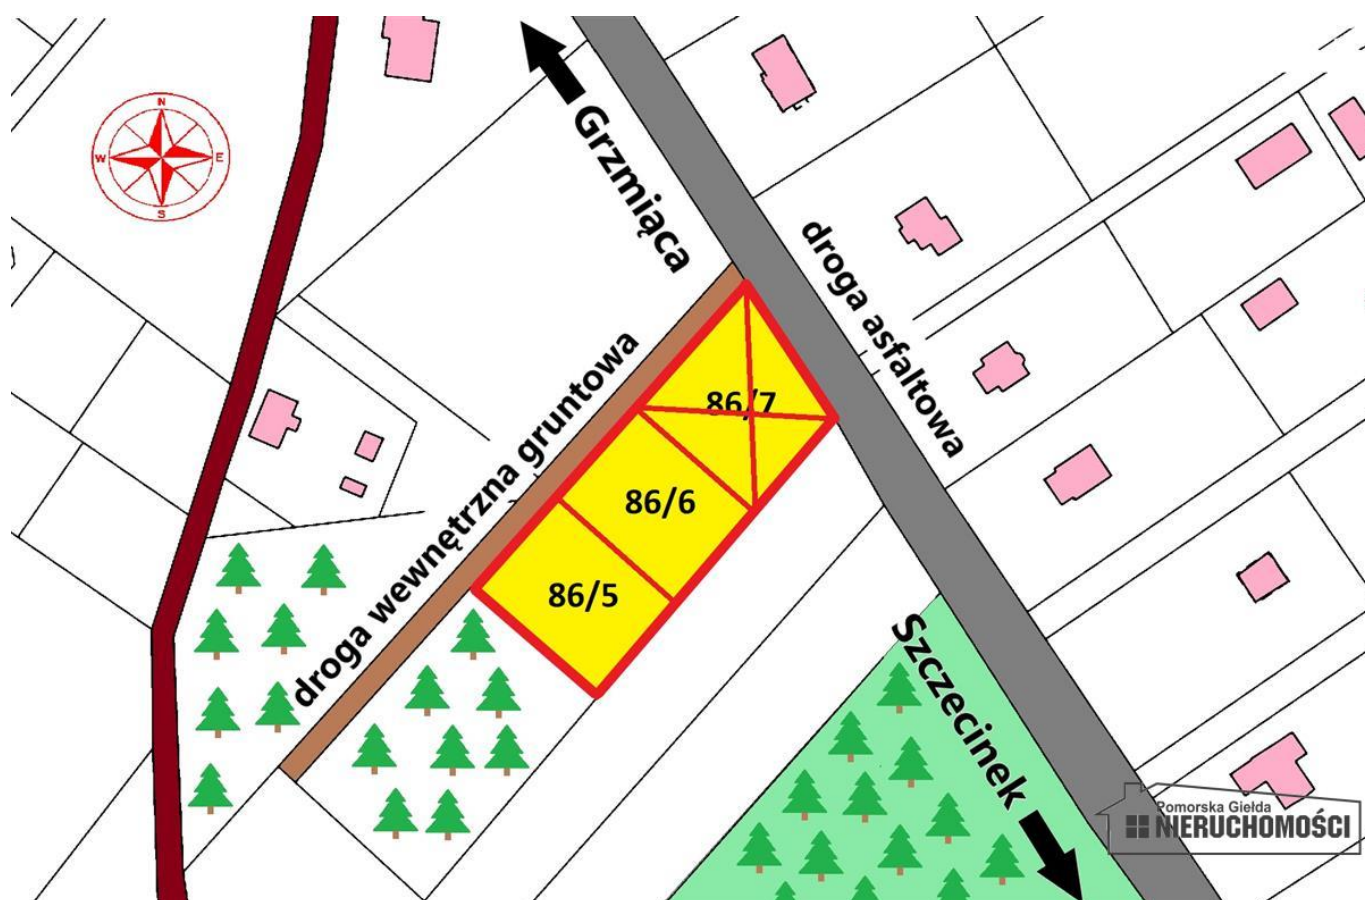 N
W E
S
Grzmiąca
droga asfaltowa
droga wewnętrzna gruntowa
86/7
86/6
86/5
Szczecinek
Pomorska Giełda
NIERUCHOMOŚCI